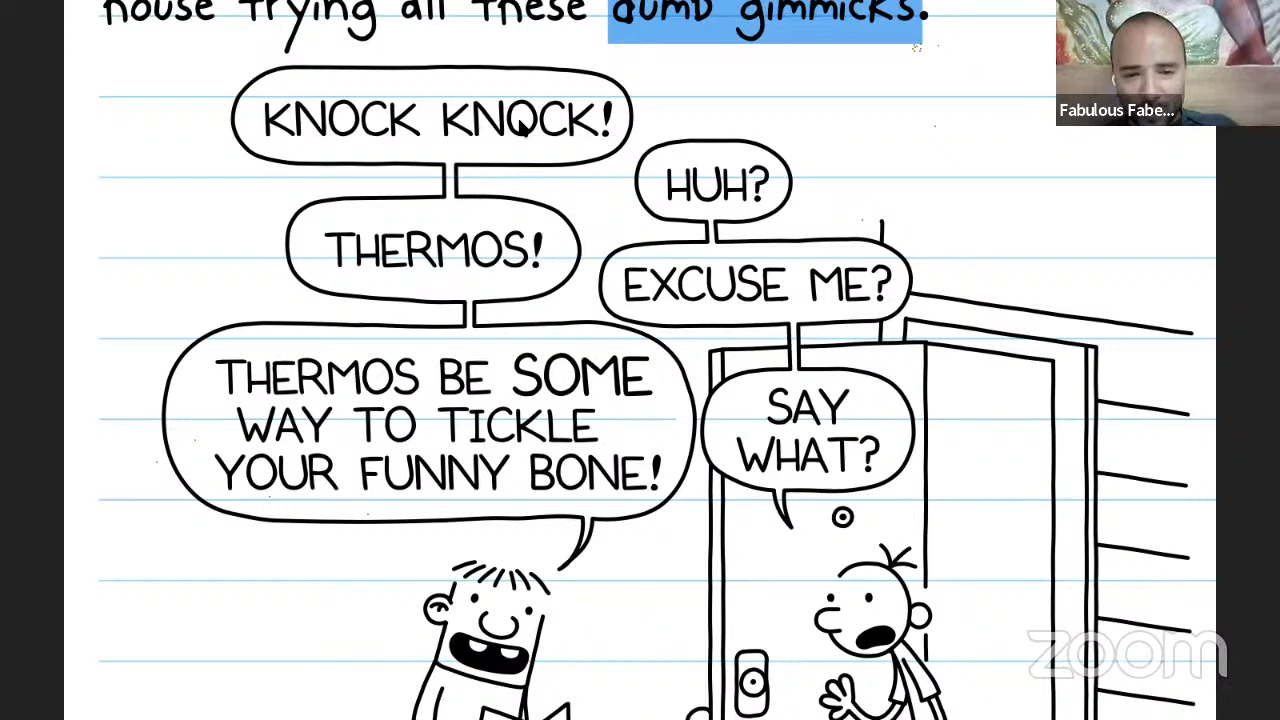 house trying all these dumb gimmicks.
Fabulous Fabe...
KNOCK KNOCK!
HUH?
THERMOS!
EXCUSE ME?
THERMOS BE SOME
WAY TO TICKLE
YOUR FUNNY BONE!
SAY
WHAT?
zoom